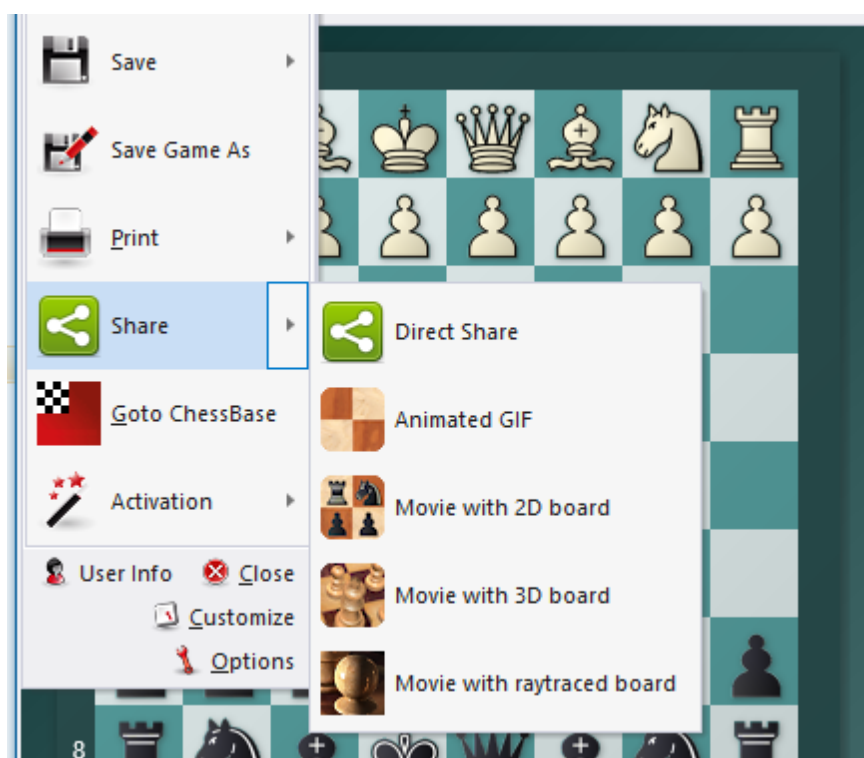 Save
Save Game As
Print
Share
Direct Share
Goto ChessBase
Animated GIF
Activation
Movie with 2D board
User Info
Close
Movie with 3D board
Customize
Options
Movie with raytraced board
8